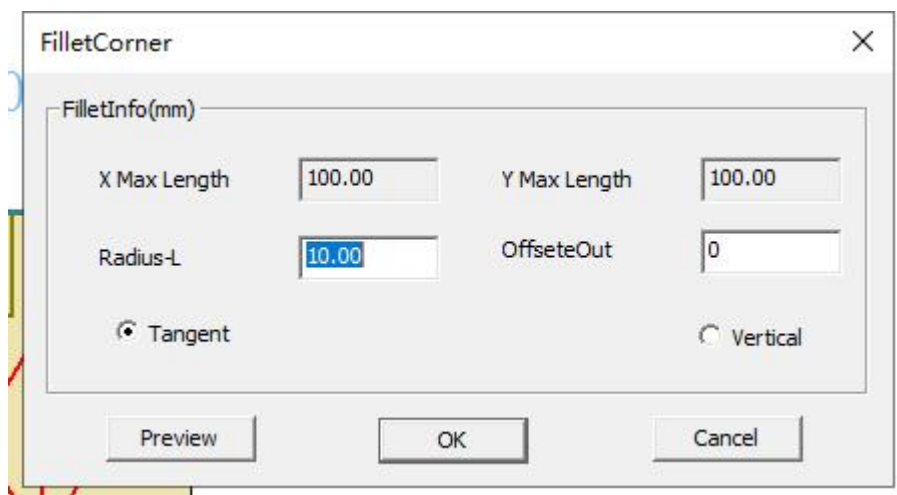 FilletCorner
FilletInfo(mm)
X Max Length 100.00 Y Max Length 100.00
Radius-L 10.00 OffseteOut 0
Tangent Vertical
Preview OK Cancel